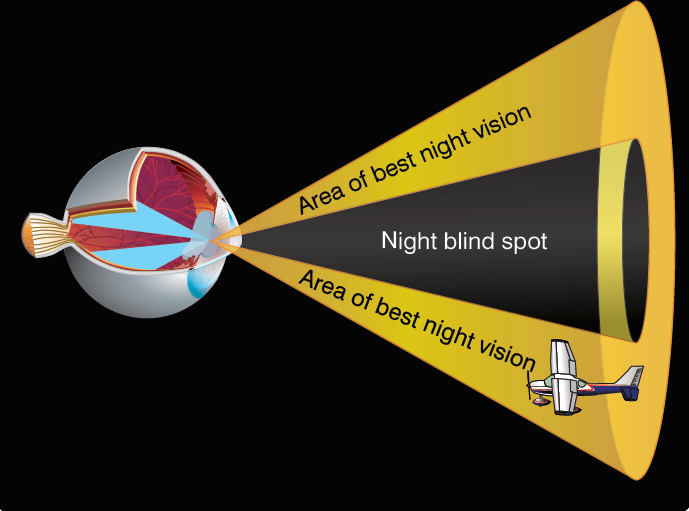 Area of best night vision
Night blind spot
Area of best night vision